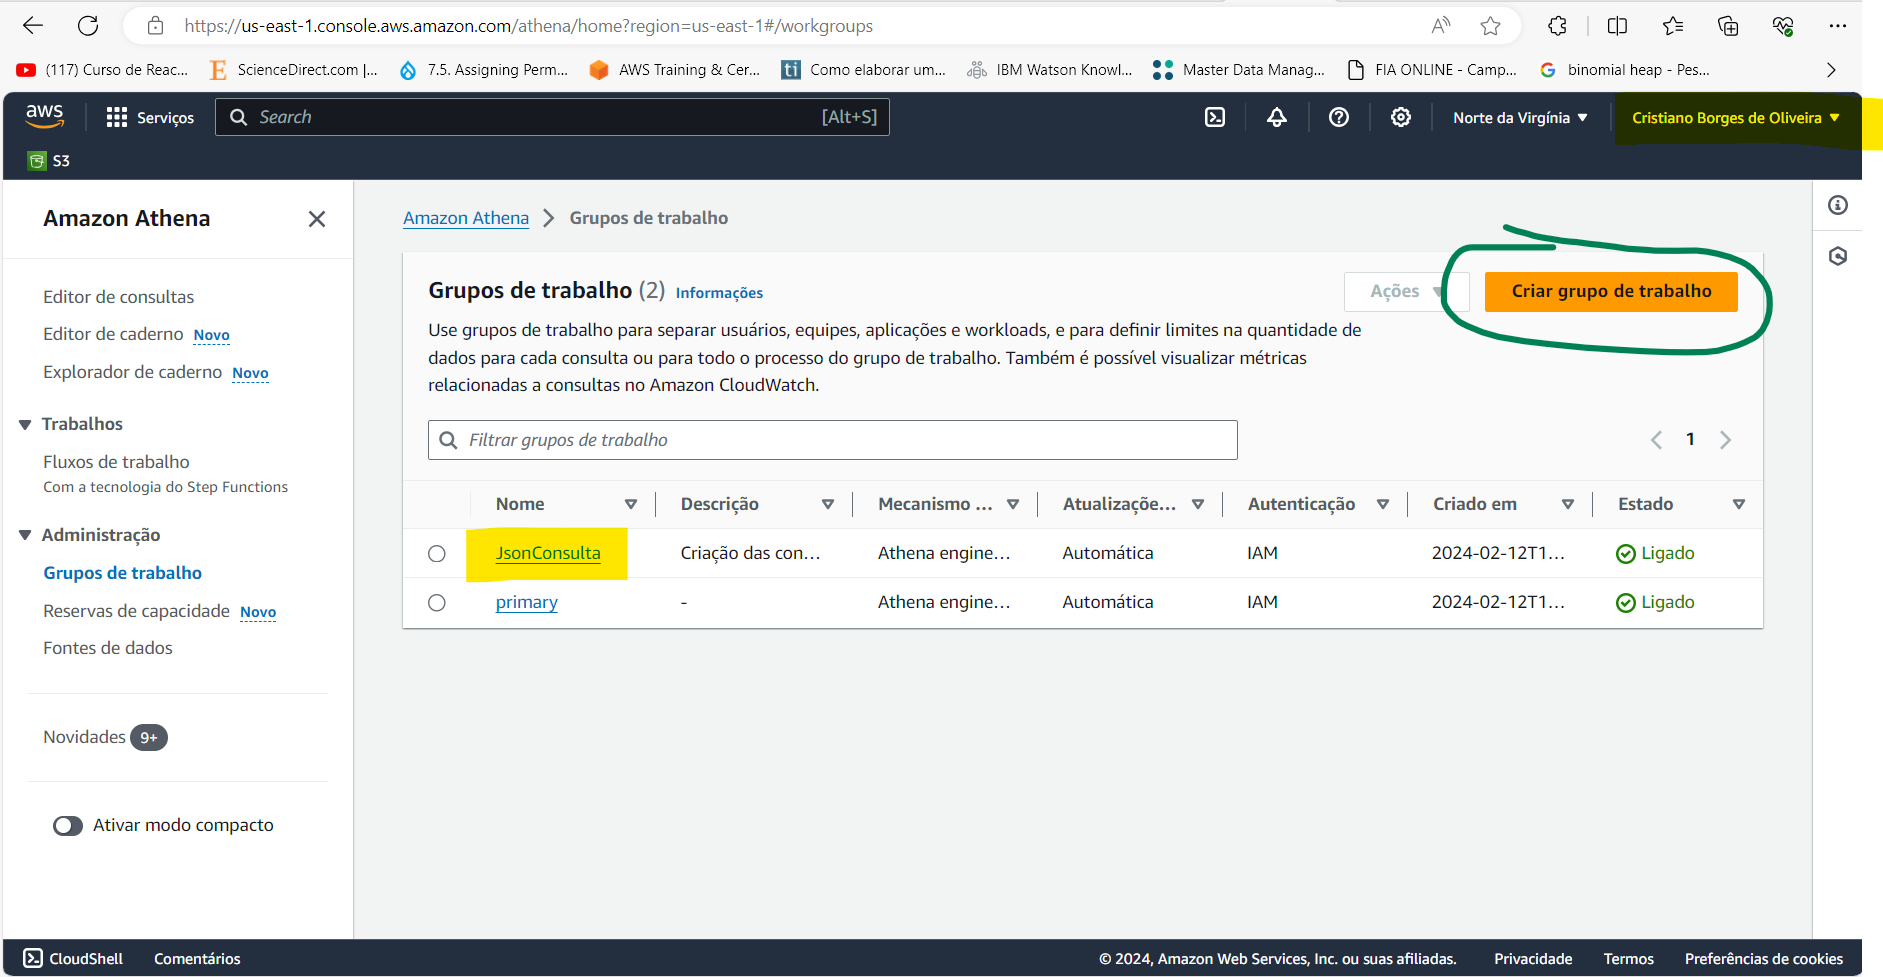 https://us-east-1.console.aws.amazon.com/athena/home?region=us-east-1#/workgroups
(117) Curso de Reac... ScienceDirect.com |... 7.5. Assigning Perm... AWS Training & Cer... ti Como elaborar um... IBM Watson Knowl... Master Data Manag... FIA ONLINE - Camp... binomial heap - Pes...
aws Serviços Search [Alt+S] Norte da Virgínia Cristiano Borges de Oliveira
S3
Amazon Athena
Editor de consultas
Editor de caderno Novo
Explorador de caderno Novo
Trabalhos
Fluxos de trabalho
Com a tecnologia do Step Functions
Administração
Grupos de trabalho
Reservas de capacidade Novo
Fontes de dados
Novidades 9+
Ativar modo compacto
Amazon Athena > Grupos de trabalho
Grupos de trabalho (2) Informações
Ações Criar grupo de trabalho
Use grupos de trabalho para separar usuários, equipes, aplicações e workloads, e para definir limites na quantidade de
dados para cada consulta ou para todo o processo do grupo de trabalho. Também é possível visualizar métricas
relacionadas a consultas no Amazon CloudWatch.
Filtrar grupos de trabalho
1
Nome Descrição Mecanismo ... Atualizaçõe... Autenticação Criado em Estado
JsonConsulta Criação das con... Athena engine... Automática IAM 2024-02-12T1... Ligado
primary - Athena engine... Automática IAM 2024-02-12T1... Ligado
CloudShell Comentários © 2024, Amazon Web Services, Inc. ou suas afiliadas. Privacidade Termos Preferências de cookies